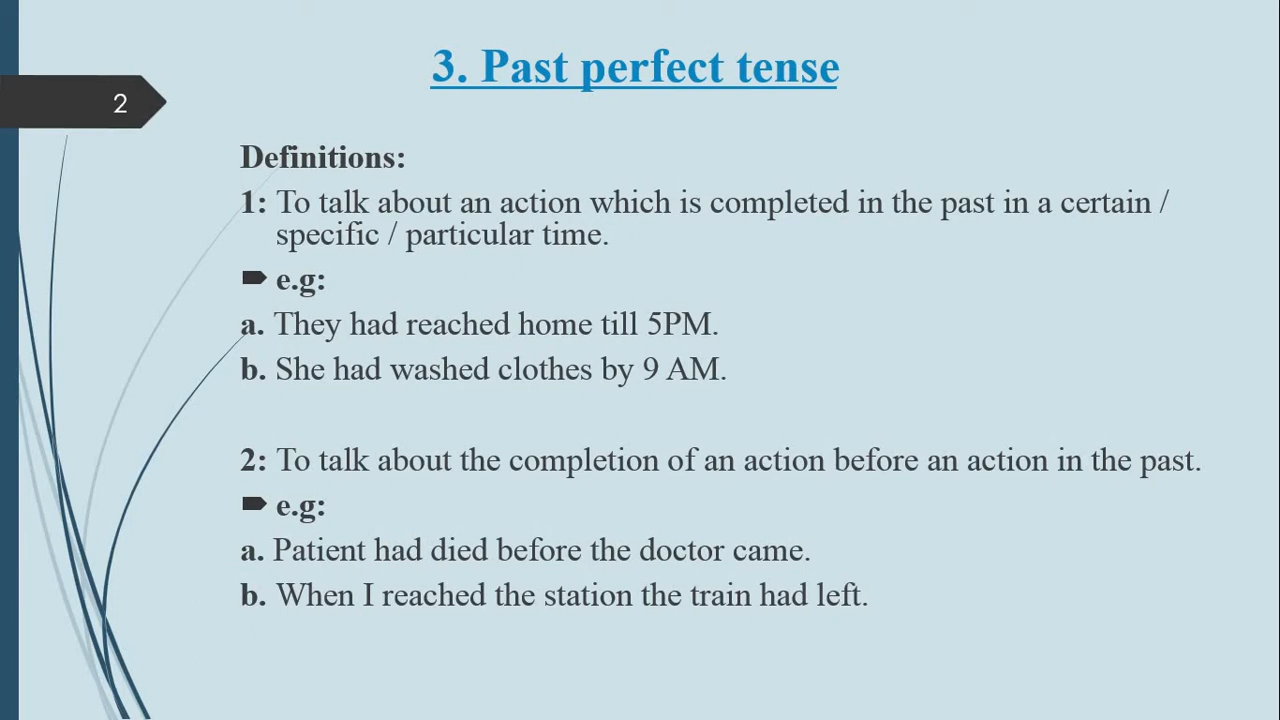 3. Past perfect tense
2
Definitions:
1: To talk about an action which is completed in the past in a certain /
specific / particular time.
e.g:
a. They had reached home till 5PM.
b. She had washed clothes by 9 AM.
2: To talk about the completion of an action before an action in the past.
e.g:
a. Patient had died before the doctor came.
b. When I reached the station the train had left.